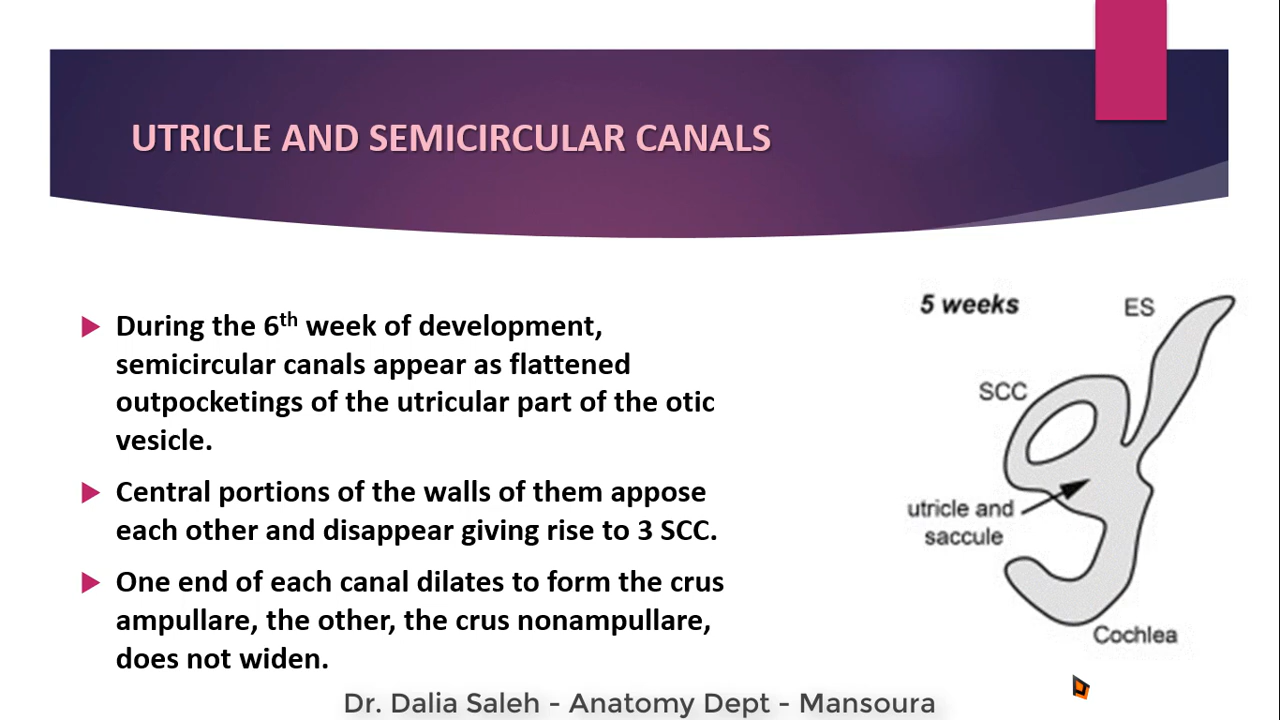 UTRICLE AND SEMICIRCULAR CANALS
During the 6th week of development,
semicircular canals appear as flattened
outpocketings of the utricular part of the otic
vesicle.
Central portions of the walls of them appose
each other and disappear giving rise to 3 SCC.
One end of each canal dilates to form the crus
ampullare, the other, the crus nonampullare,
does not widen.
5 weeks
ES
SCC
utricle and
saccule
Cochlea
Dr. Dalia Saleh - Anatomy Dept - Mansoura